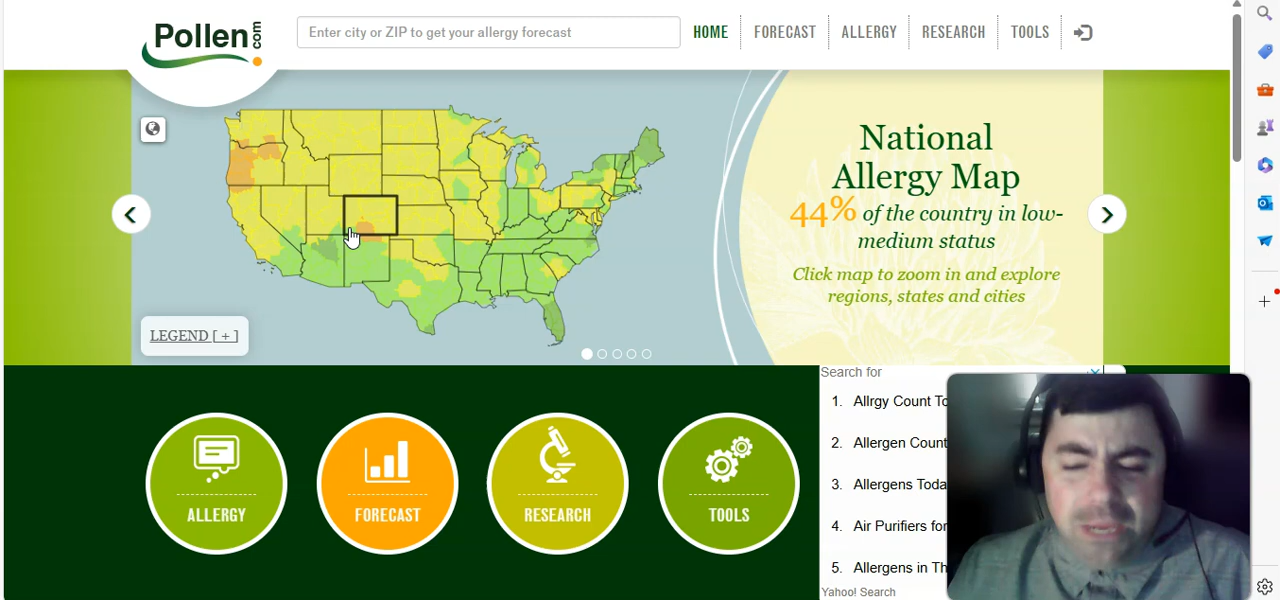 Pollen.com
Enter city or ZIP to get your allergy forecast
HOME
FORECAST
ALLERGY
RESEARCH
TOOLS
National
Allergy Map
44% of the country in low-
medium status
Click map to zoom in and explore
regions, states and cities
LEGEND [ + ]
ALLERGY
FORECAST
RESEARCH
TOOLS
Search for
1. Allrgy Count To
2. Allergen Count
3. Allergens Toda
4. Air Purifiers for
5. Allergens in Th
Yahoo! Search